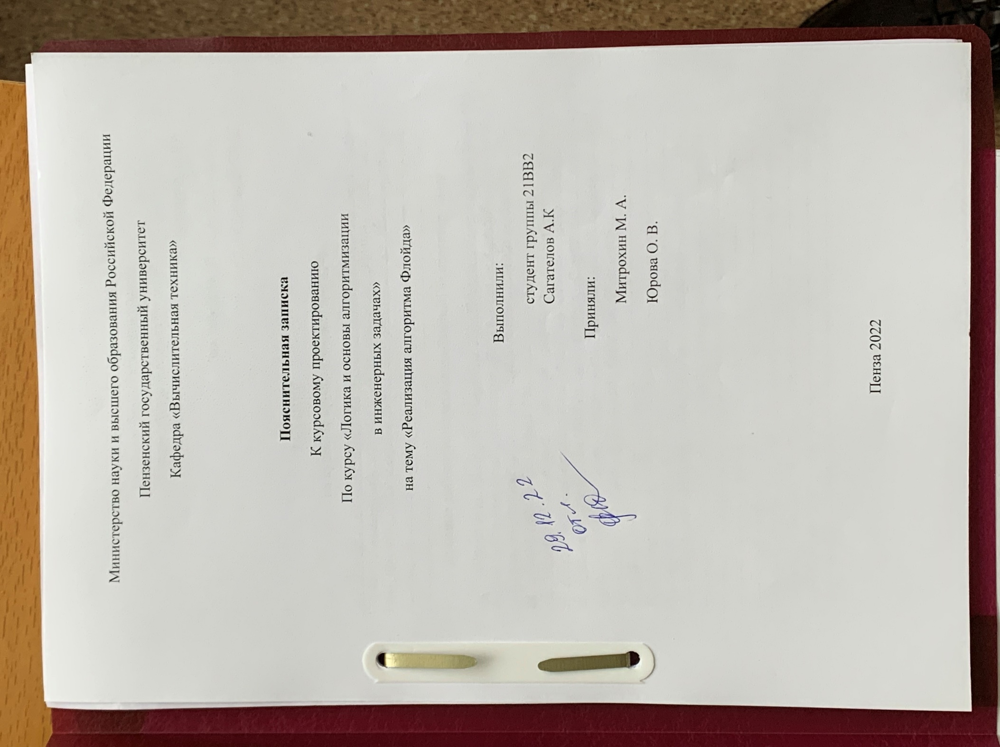 Министерство науки и высшего образования Российской Федерации
Пензенский государственный университет
Кафедра «Вычислительная техника»
Пояснительная записка
К курсовому проектированию
По курсу «Логика и основы алгоритмизации
в инженерных задачах»
на тему «Реализация алгоритма Флойда»
Выполнили:
студент группы 21ВВ2
Сагателов А.К
29.12.22
отл.
Приняли:
Митрохин М. А.
Юрова О. В.
Пенза 2022